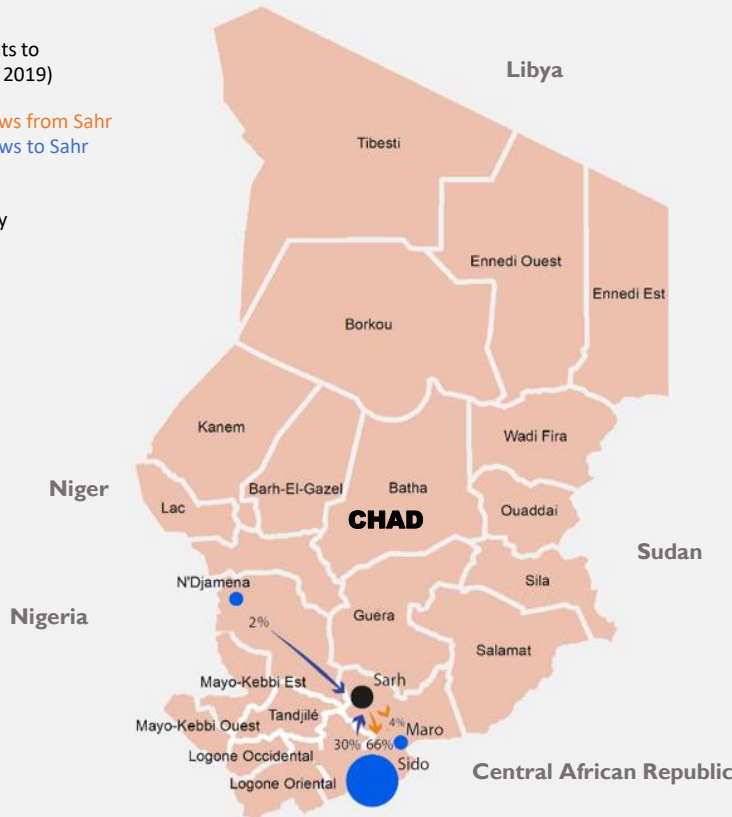 ts to
2019)
ws from Sahr
ws to Sahr
y
Libya
Tibesti
Ennedi Ouest
Ennedi Est
Borkou
Kanem
Wadi Fira
Niger
Barh-El-Gazel
Batha
Lac
Ouaddaï
CHAD
Sudan
N'Djamena
Sila
Nigeria
2%
Guéra
Salamat
Mayo-Kebbi Est
Sarh
Mayo-Kebbi Ouest
Tandjilé
.4%
Maro
30%
66%
Logone Occidental
Sido
Central African Republic
Logone Oriental